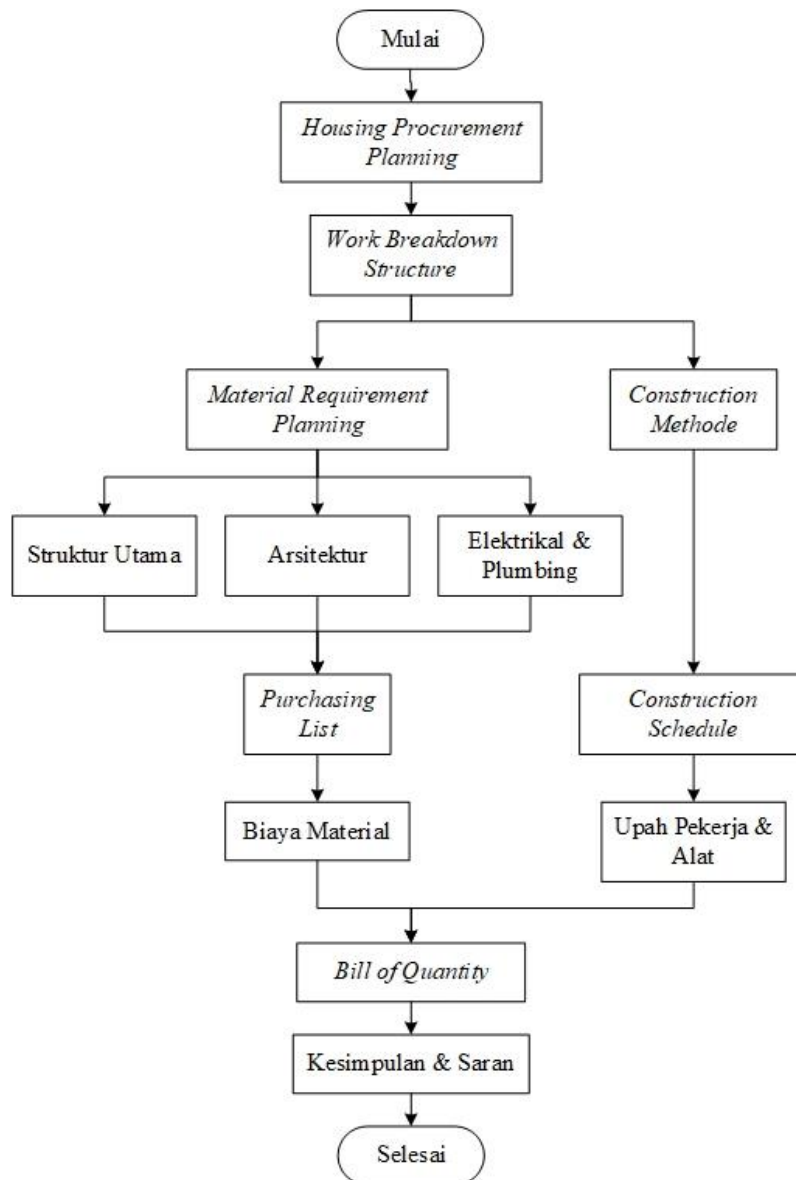 Mulai
Housing Procurement
Planning
Work Breakdown
Structure
Material Requirement
Planning
Construction
Methode
Struktur Utama
Arsitektur
Elektrikal &
Plumbing
Purchasing
List
Construction
Schedule
Biaya Material
Upah Pekerja &
Alat
Bill of Quantity
Kesimpulan & Saran
Selesai